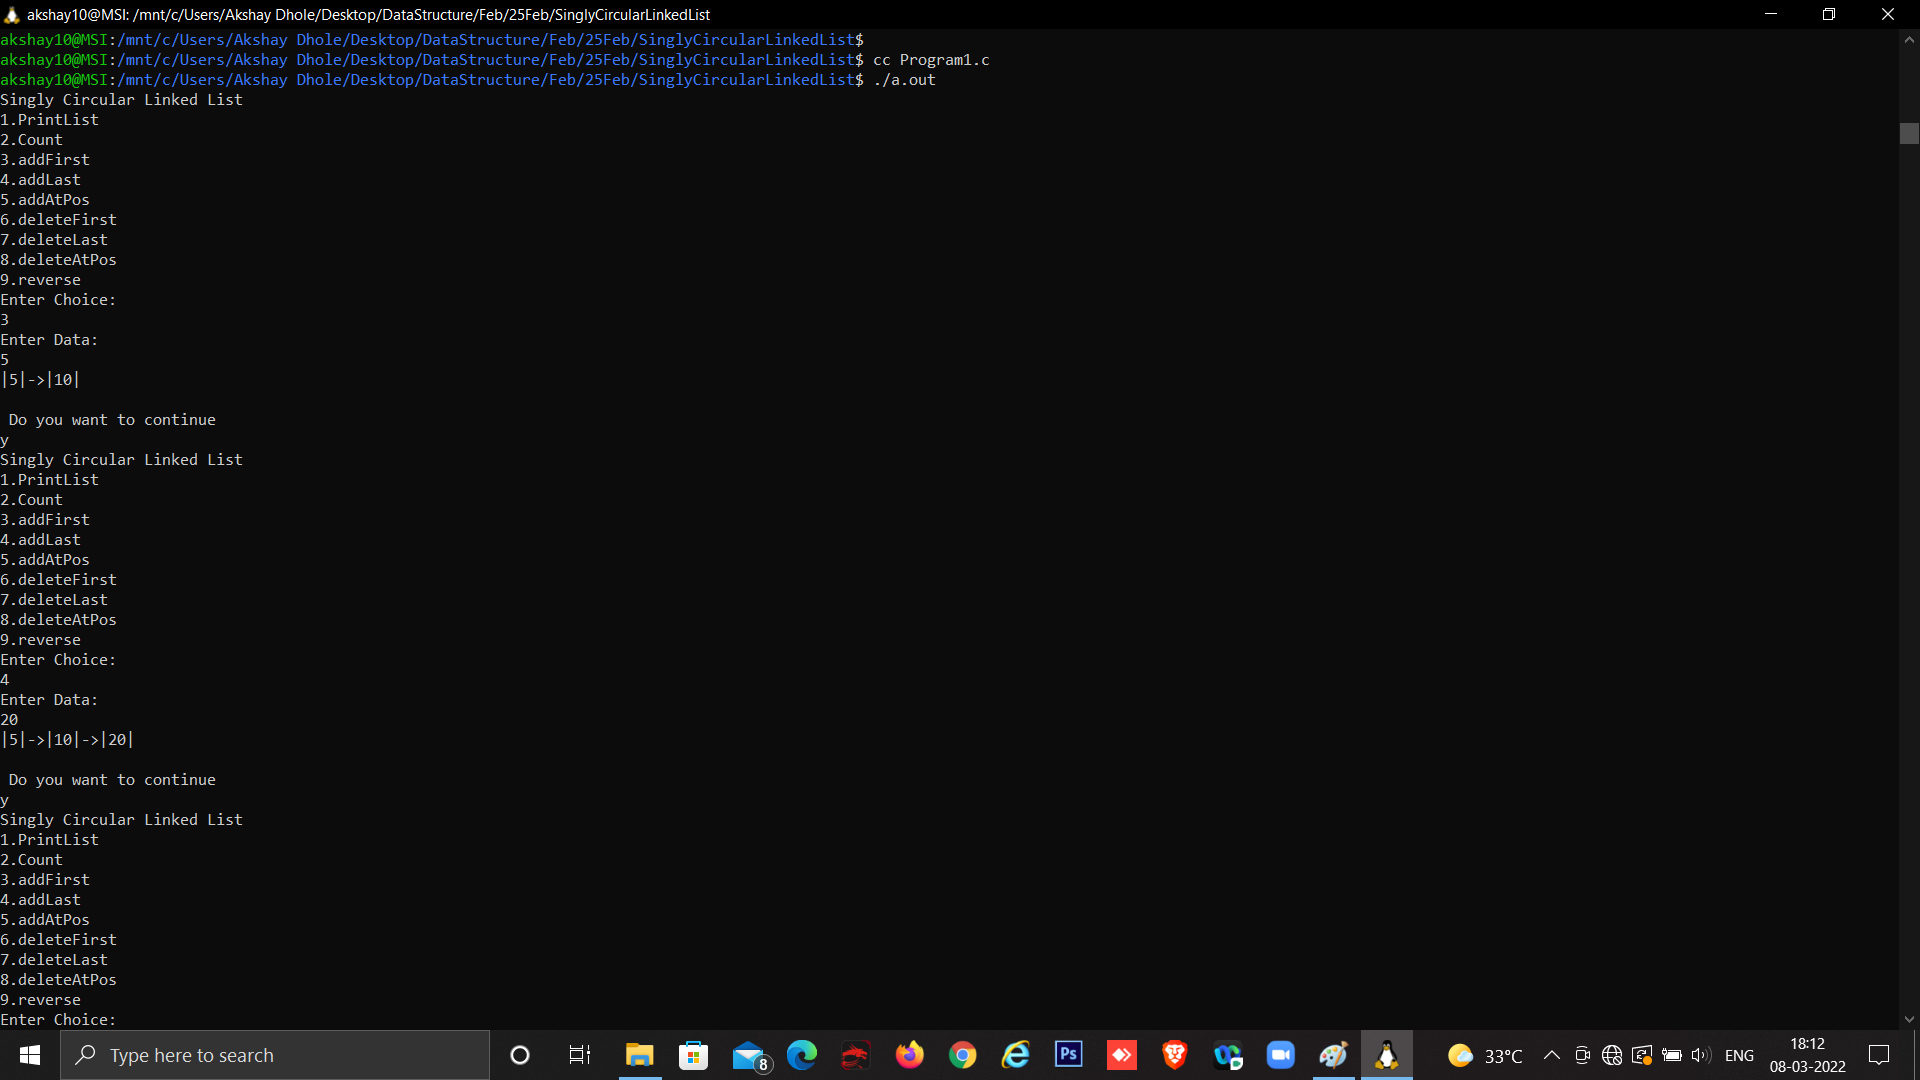 akshay10@MSI: /mnt/c/Users/Akshay Dhole/Desktop/DataStructure/Feb/25Feb/SinglyCircularLinkedList
akshay10@MSI:/mnt/c/Users/Akshay Dhole/Desktop/DataStructure/Feb/25Feb/SinglyCircularLinkedList$
akshay10@MSI:/mnt/c/Users/Akshay Dhole/Desktop/DataStructure/Feb/25Feb/SinglyCircularLinkedList$ cc Program1.c
akshay10@MSI:/mnt/c/Users/Akshay Dhole/Desktop/DataStructure/Feb/25Feb/SinglyCircularLinkedList$ ./a.out
Singly Circular Linked List
1.PrintList
2.Count
3.addFirst
4.addLast
5.addAtPos
6.deleteFirst
7.deleteLast
8.deleteAtPos
9.reverse
Enter Choice:
3
Enter Data:
5
|5|->|10|
Do you want to continue
y
Singly Circular Linked List
1.PrintList
2.Count
3.addFirst
4.addLast
5.addAtPos
6.deleteFirst
7.deleteLast
8.deleteAtPos
9.reverse
Enter Choice:
4
Enter Data:
20
|5|->|10|->|20|
Do you want to continue
y
Singly Circular Linked List
1.PrintList
2.Count
3.addFirst
4.addLast
5.addAtPos
6.deleteFirst
7.deleteLast
8.deleteAtPos
9.reverse
Enter Choice:
Type here to search
8
Ps
33°C
ENG
18:12
08-03-2022